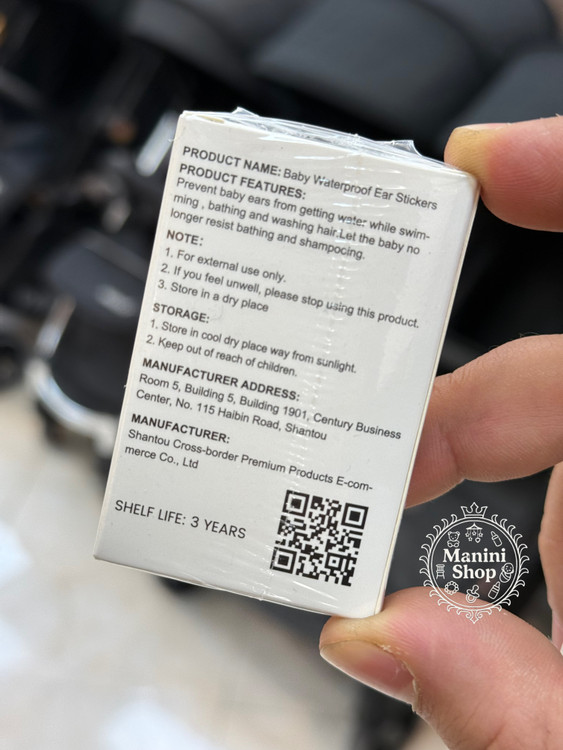 PRODUCT NAME: Baby Waterproof Ear Stickers
PRODUCT FEATURES:
Prevent baby ears from getting water while swim-
ming , bathing and washing hair.Let the baby no
longer resist bathing and shampocing.
NOTE:
1. For external use only.
2. If you feel unwell, please stop using this product.
3. Store in a dry place
STORAGE:
1. Store in cool dry place way from sunlight.
2. Keep out of reach of children.
MANUFACTURER ADDRESS:
Room 5, Building 5, Building 1901, Century Business
Center, No. 115 Haibin Road, Shantou
MANUFACTURER:
Shantou Cross-border Premium Products E-com-
merce Co., Ltd
SHELF LIFE: 3 YEARS
Manini
Shop